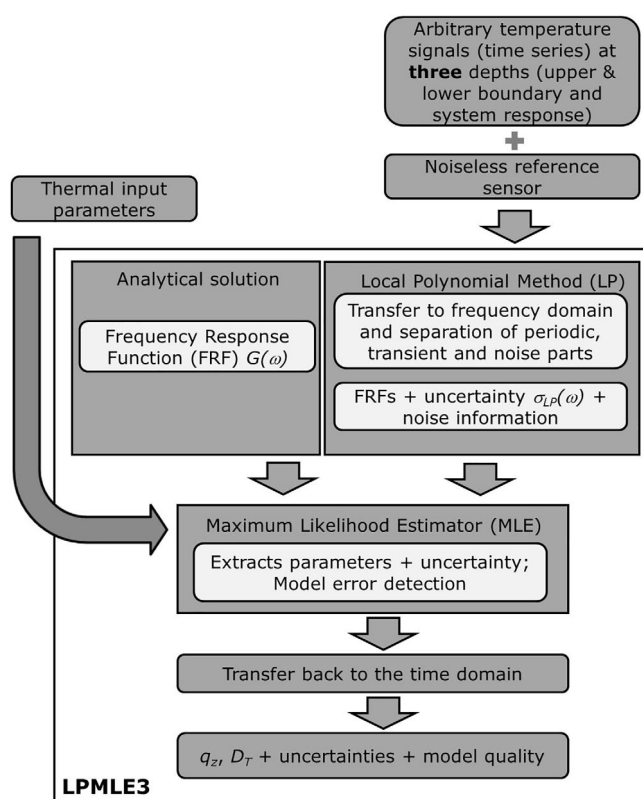 Arbitrary temperature
signals (time series) at
three depths (upper &
lower boundary and
system response)
+
Noiseless reference
sensor
Thermal input
parameters
Analytical solution
Frequency Response
Function (FRF) G(ω)
Local Polynomial Method (LP)
Transfer to frequency domain
and separation of periodic,
transient and noise parts
FRFs + uncertainty σLP(ω) +
noise information
Maximum Likelihood Estimator (MLE)
Extracts parameters + uncertainty;
Model error detection
Transfer back to the time domain
qz, DT + uncertainties + model quality
LPMLE3